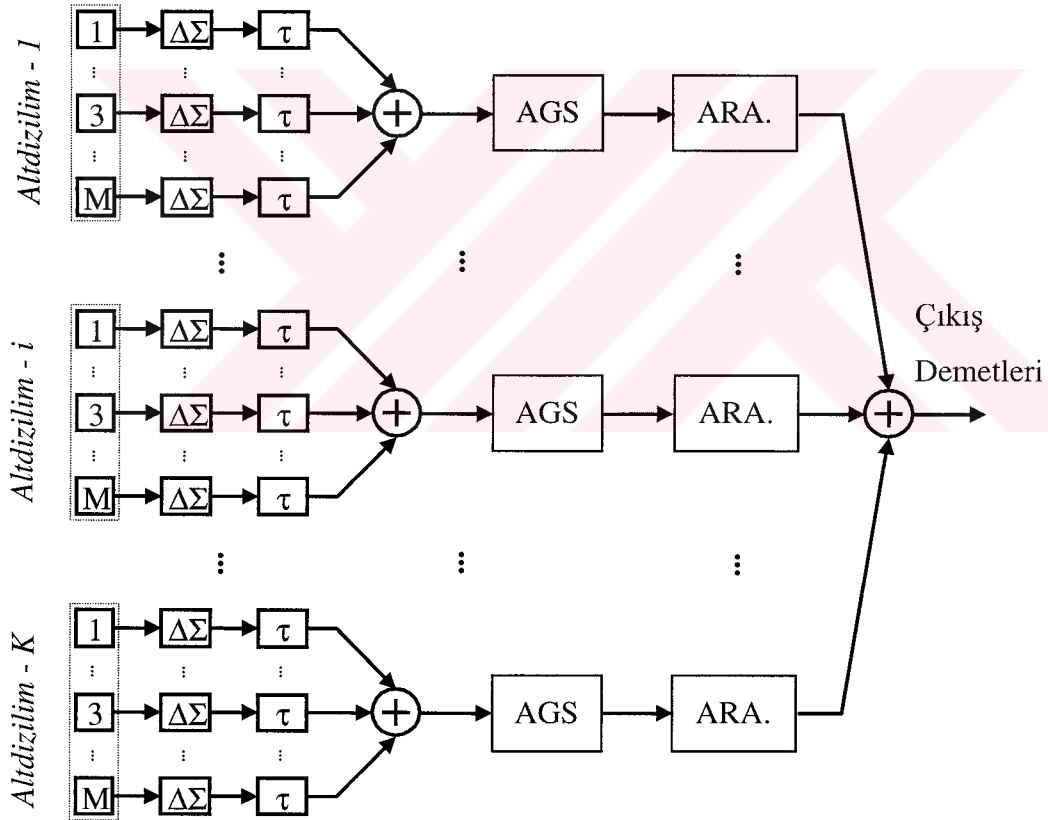 Altdizilim - 1
1 ΔΣ τ
... ... ...
3 ΔΣ τ + AGS ARA.
... ... ...
M ΔΣ τ
... ... ...
Altdizilim - i
1 ΔΣ τ
... ... ...
3 ΔΣ τ + AGS ARA. +
... ... ...
M ΔΣ τ
Çıkış
Demetleri
... ... ...
Altdizilim - K
1 ΔΣ τ
... ... ...
3 ΔΣ τ + AGS ARA.
... ... ...
M ΔΣ τ